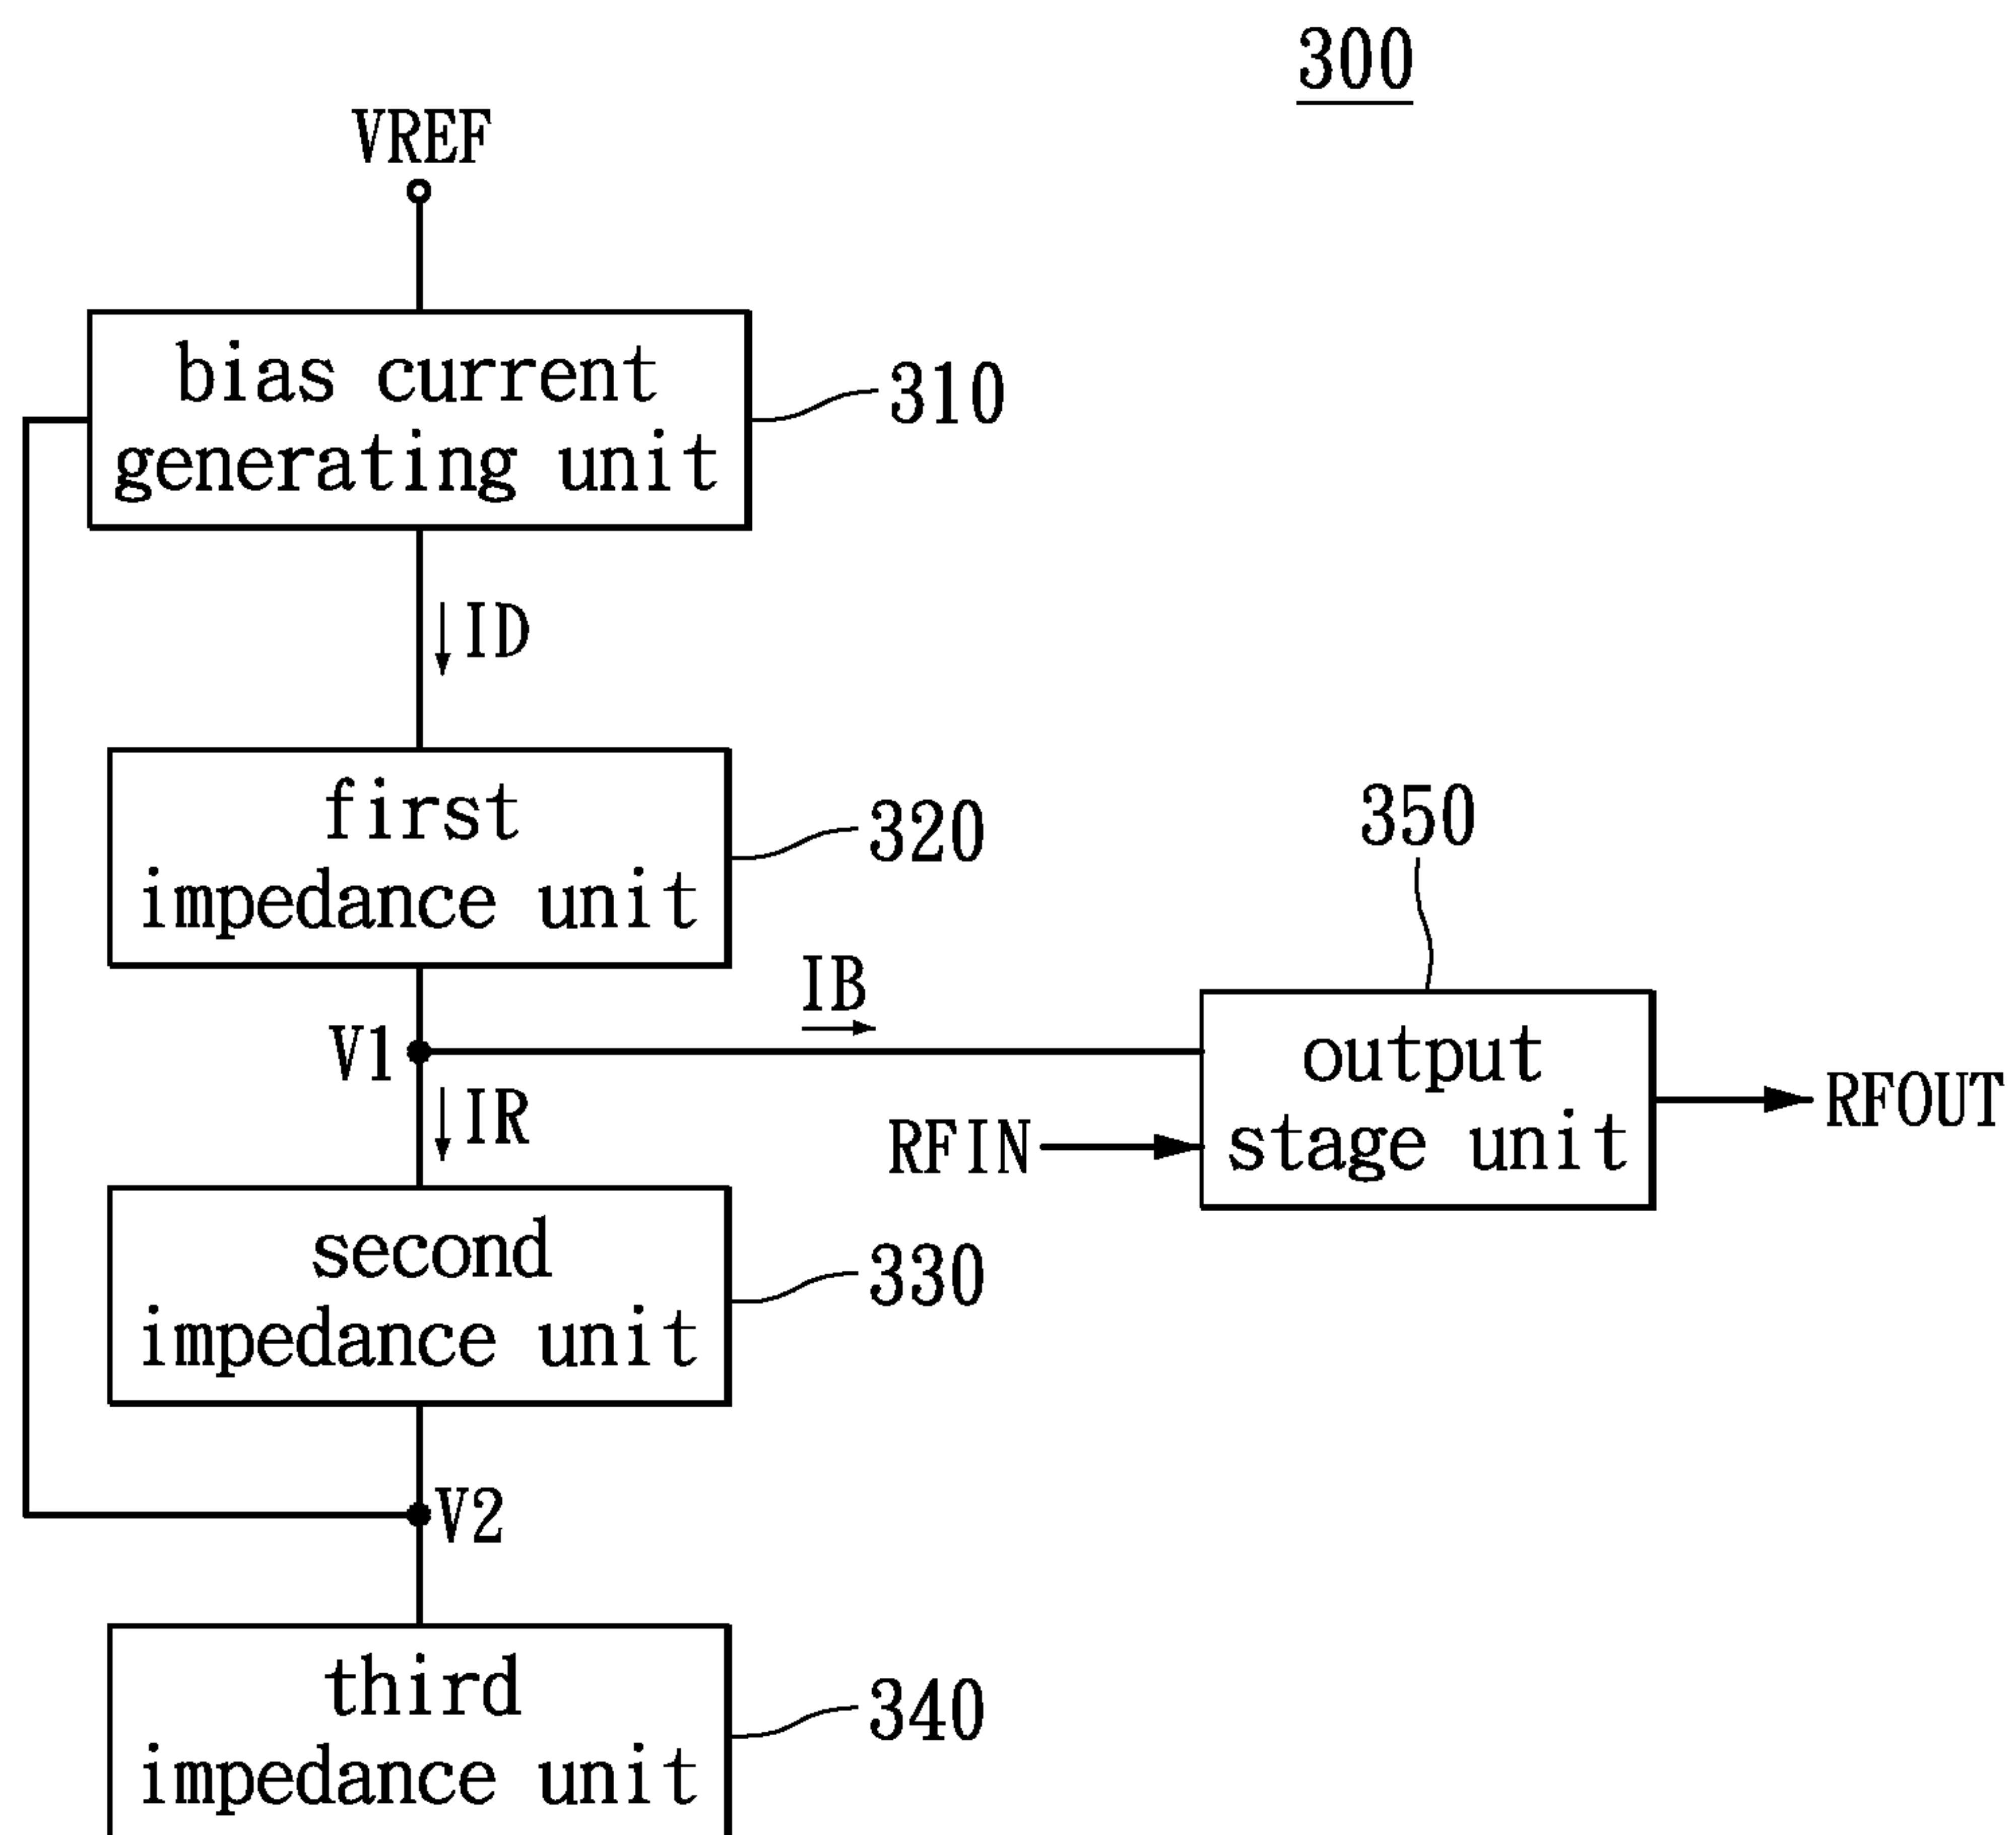 300
VREF
bias current
generating unit
310
ID
first
impedance unit
320
350
IB
V1
IR
output
stage unit
RFIN
RFOUT
second
impedance unit
330
V2
third
impedance unit
340